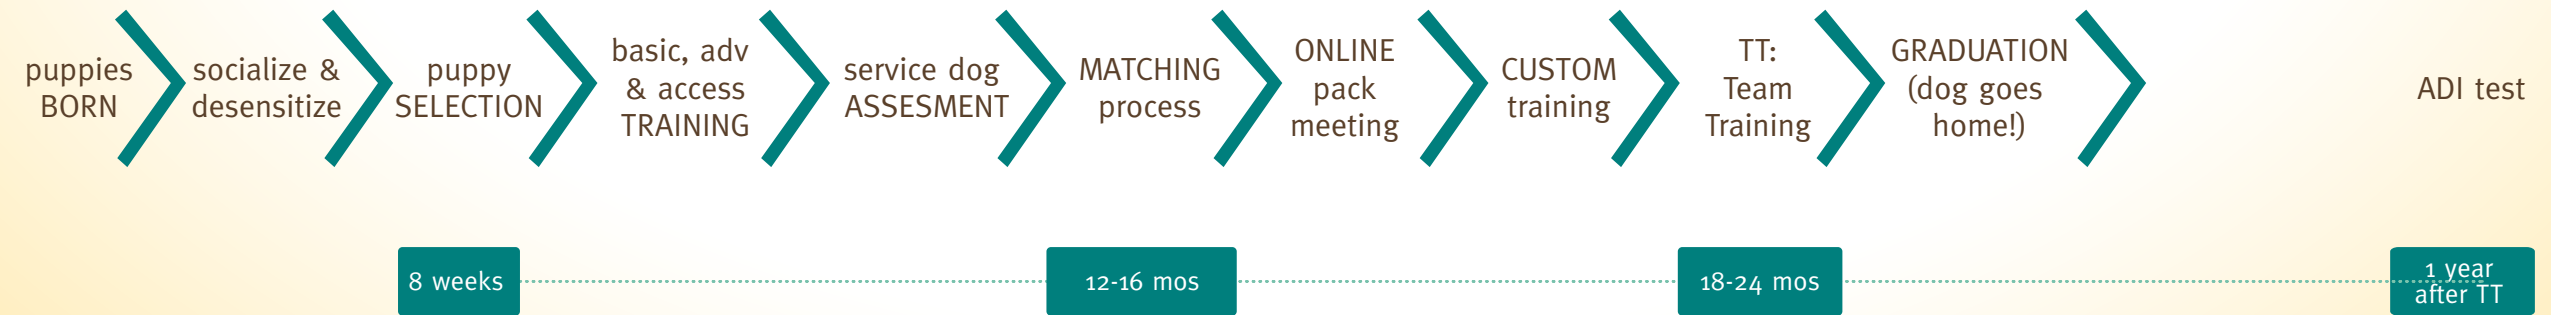 puppies
BORN
socialize &
desensitize
puppy
SELECTION
basic, adv
& access
TRAINING
service dog
ASSESMENT
MATCHING
process
ONLINE
pack
meeting
CUSTOM
training
TT:
Team
Training
GRADUATION
(dog goes
home!)
ADI test
8 weeks
12-16 mos
18-24 mos
1 year
after TT